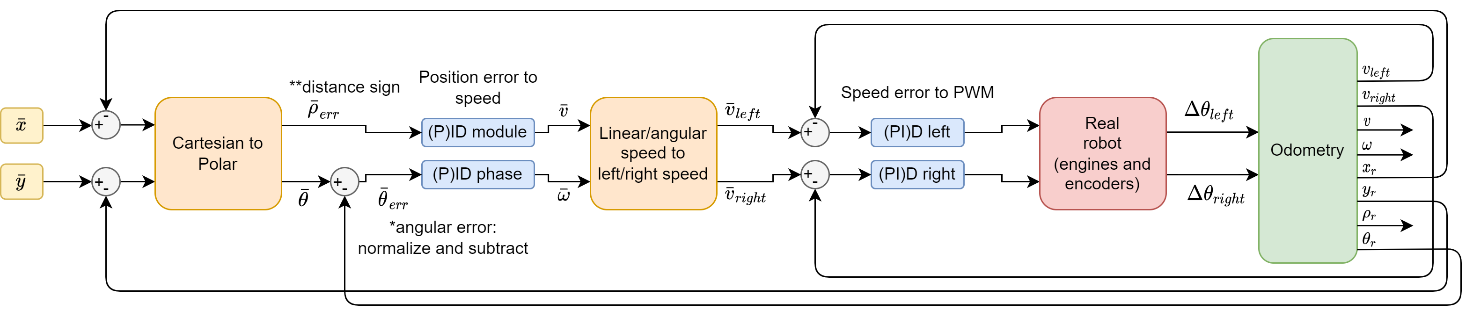 x̄
ȳ
+
-
+
-
Cartesian to
Polar
**distance sign
ρ̄_err
θ̄
+
-
θ̄_err
*angular error:
normalize and subtract
Position error to
speed
(P)ID module
(P)ID phase
v̄
ω̄
Linear/angular
speed to
left/right speed
v̄_left
v̄_right
+
-
+
-
Speed error to PWM
(PI)D left
(PI)D right
Real
robot
(engines and
encoders)
Δθ_left
Δθ_right
Odometry
v_left
v_right
v
ω
x_r
y_r
ρ_r
θ_r